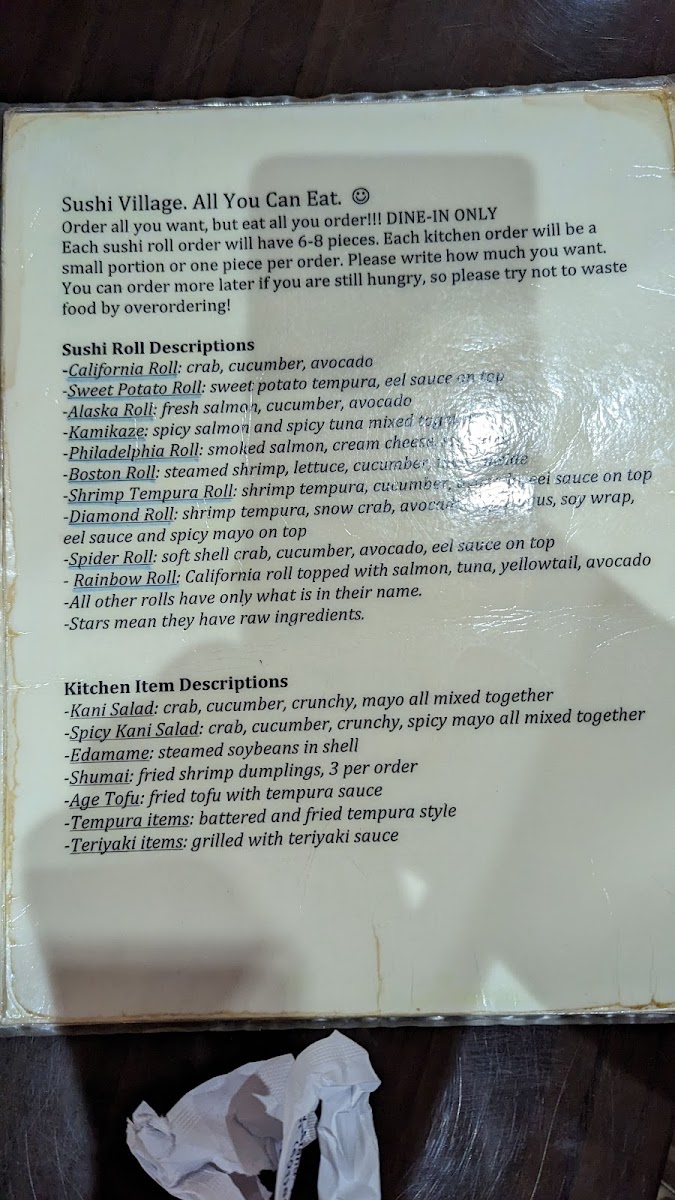 Sushi Village. All You Can Eat. ☺
Order all you want, but eat all you order!!! DINE-IN ONLY
Each sushi roll order will have 6-8 pieces. Each kitchen order will be a
small portion or one piece per order. Please write how much you want.
You can order more later if you are still hungry, so please try not to waste
food by overordering!
Sushi Roll Descriptions
-California Roll: crab, cucumber, avocado
-Sweet Potato Roll: sweet potato tempura, eel sauce on top
-Alaska Roll: fresh salmon, cucumber, avocado
-Kamikaze: spicy salmon and spicy tuna mixed
-Philadelphia Roll: smoked salmon, cream cheese,
-Boston Roll: steamed shrimp, lettuce, cucumber,
-Shrimp Tempura Roll: shrimp tempura, cucumber, eel sauce on top
-Diamond Roll: shrimp tempura, snow crab, soy wrap,
eel sauce and spicy mayo on top
-Spider Roll: soft shell crab, cucumber, avocado, eel sauce on top
- Rainbow Roll: California roll topped with salmon, tuna, yellowtail, avocado
-All other rolls have only what is in their name.
-Stars mean they have raw ingredients.
Kitchen Item Descriptions
-Kani Salad: crab, cucumber, crunchy, mayo all mixed together
-Spicy Kani Salad: crab, cucumber, crunchy, spicy mayo all mixed together
-Edamame: steamed soybeans in shell
-Shumai: fried shrimp dumplings, 3 per order
-Age Tofu: fried tofu with tempura sauce
-Tempura items: battered and fried tempura style
-Teriyaki items: grilled with teriyaki sauce